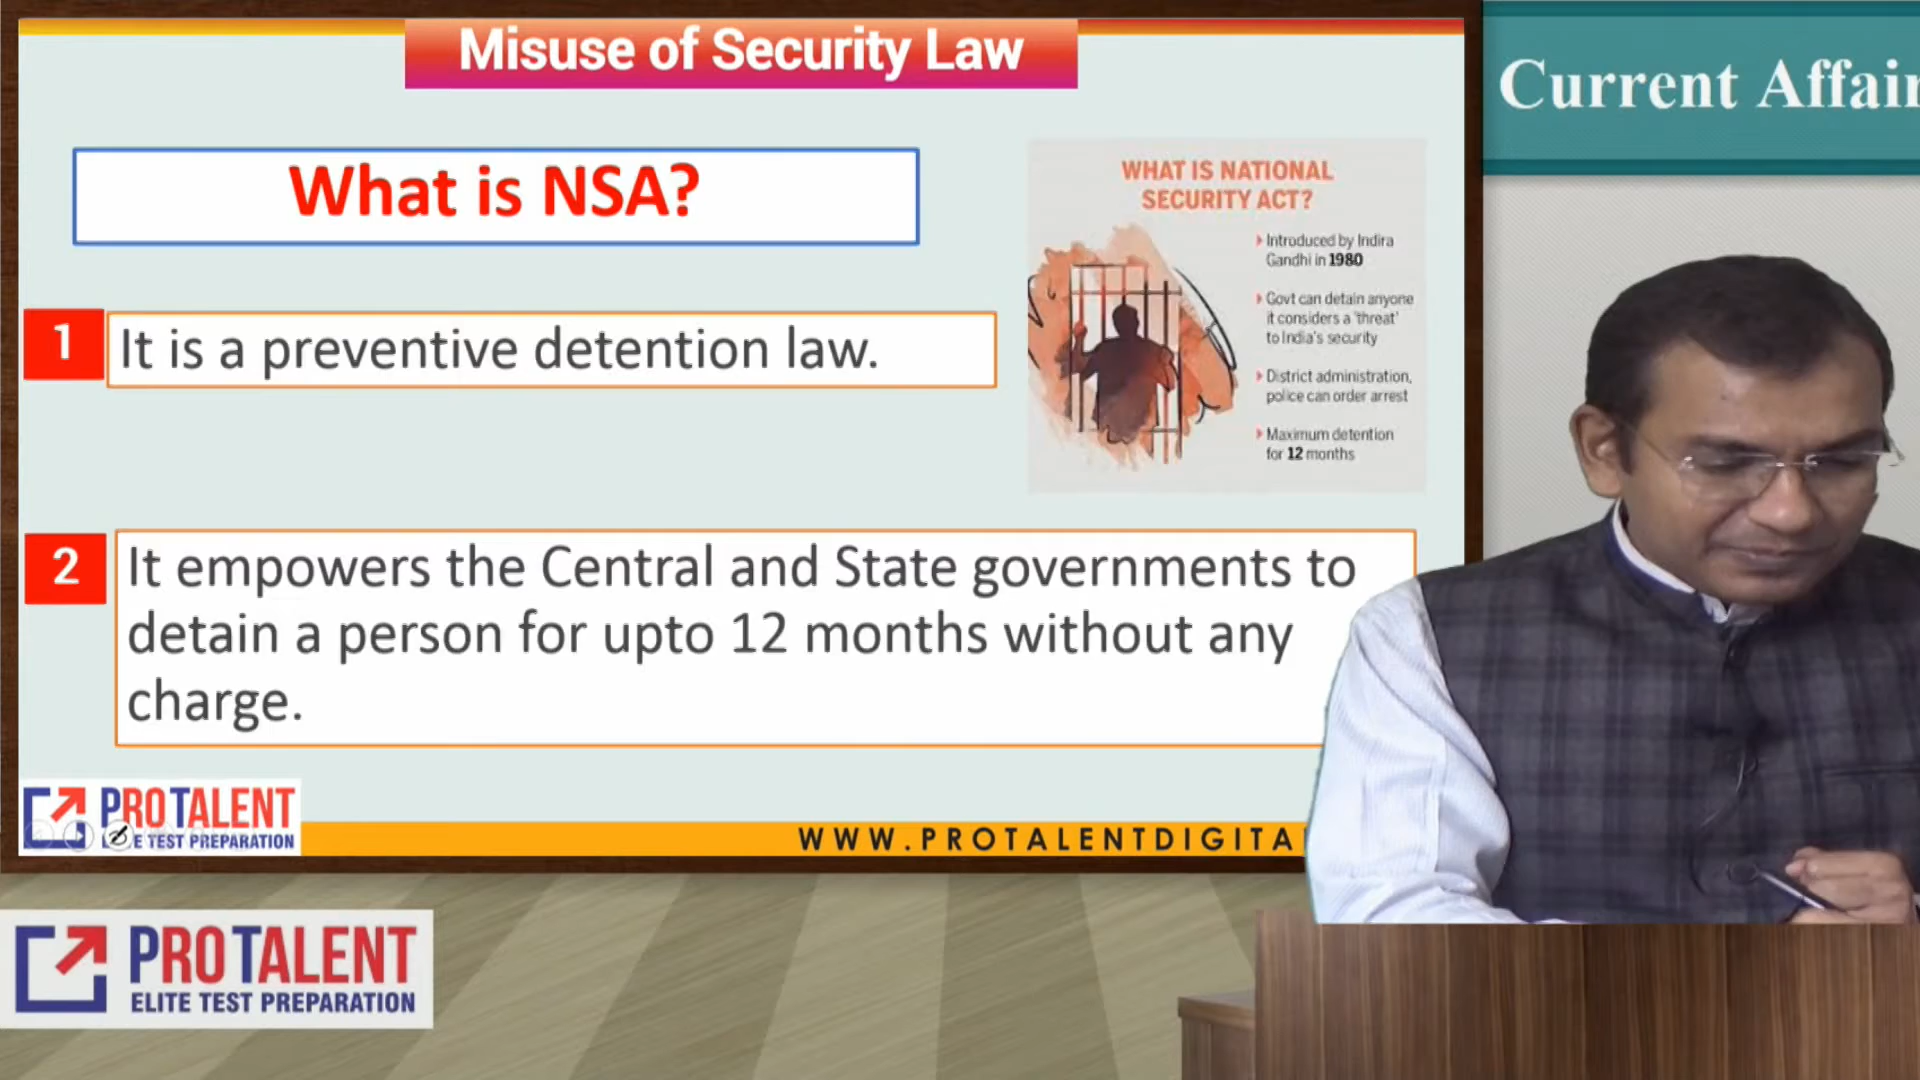 Misuse of Security Law
Current Affair
What is NSA?
1
It is a preventive detention law.
WHAT IS NATIONAL
SECURITY ACT?
Introduced by Indira
Gandhi in 1980
Govt can detain anyone
it considers a 'threat'
to India's security
District administration,
police can order arrest
Maximum detention
for 12 months
2
It empowers the Central and State governments to
detain a person for upto 12 months without any
charge.
PROTALENT
E TEST PREPARATION
WWW.PROTALENTDIGITA
PROTALENT
ELITE TEST PREPARATION